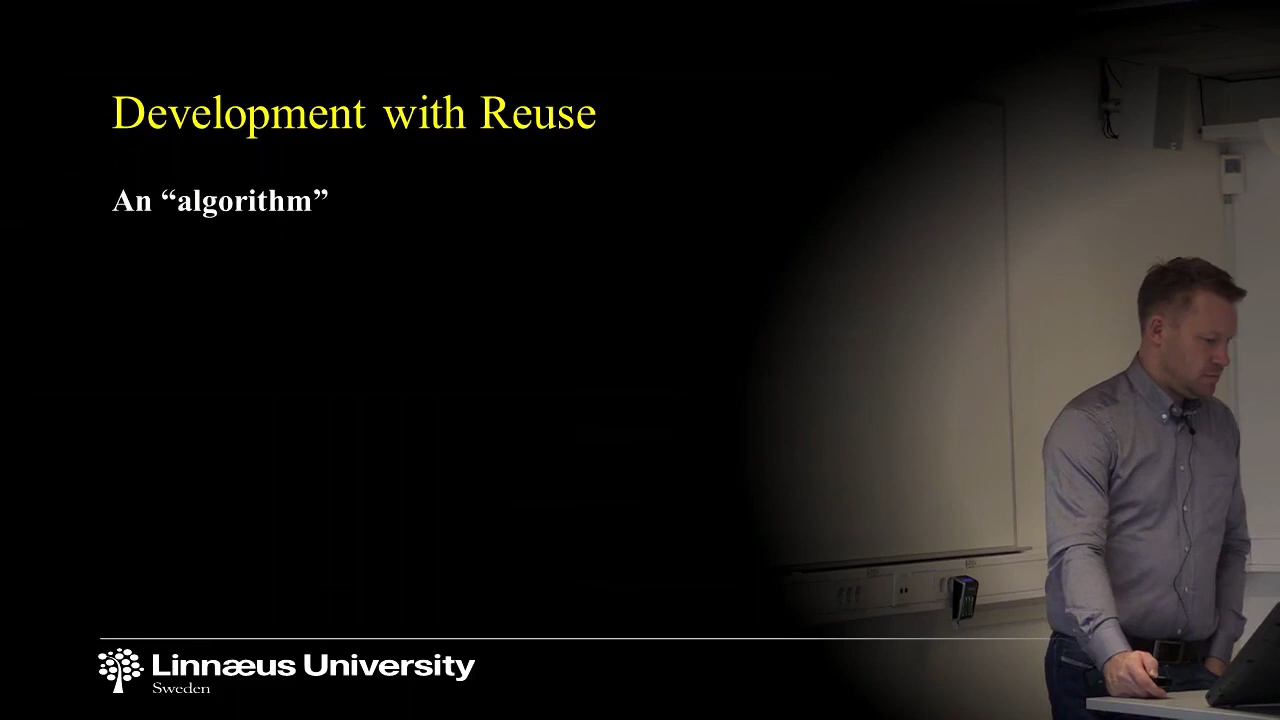 Development with Reuse
An “algorithm”
Linnæus University
Sweden